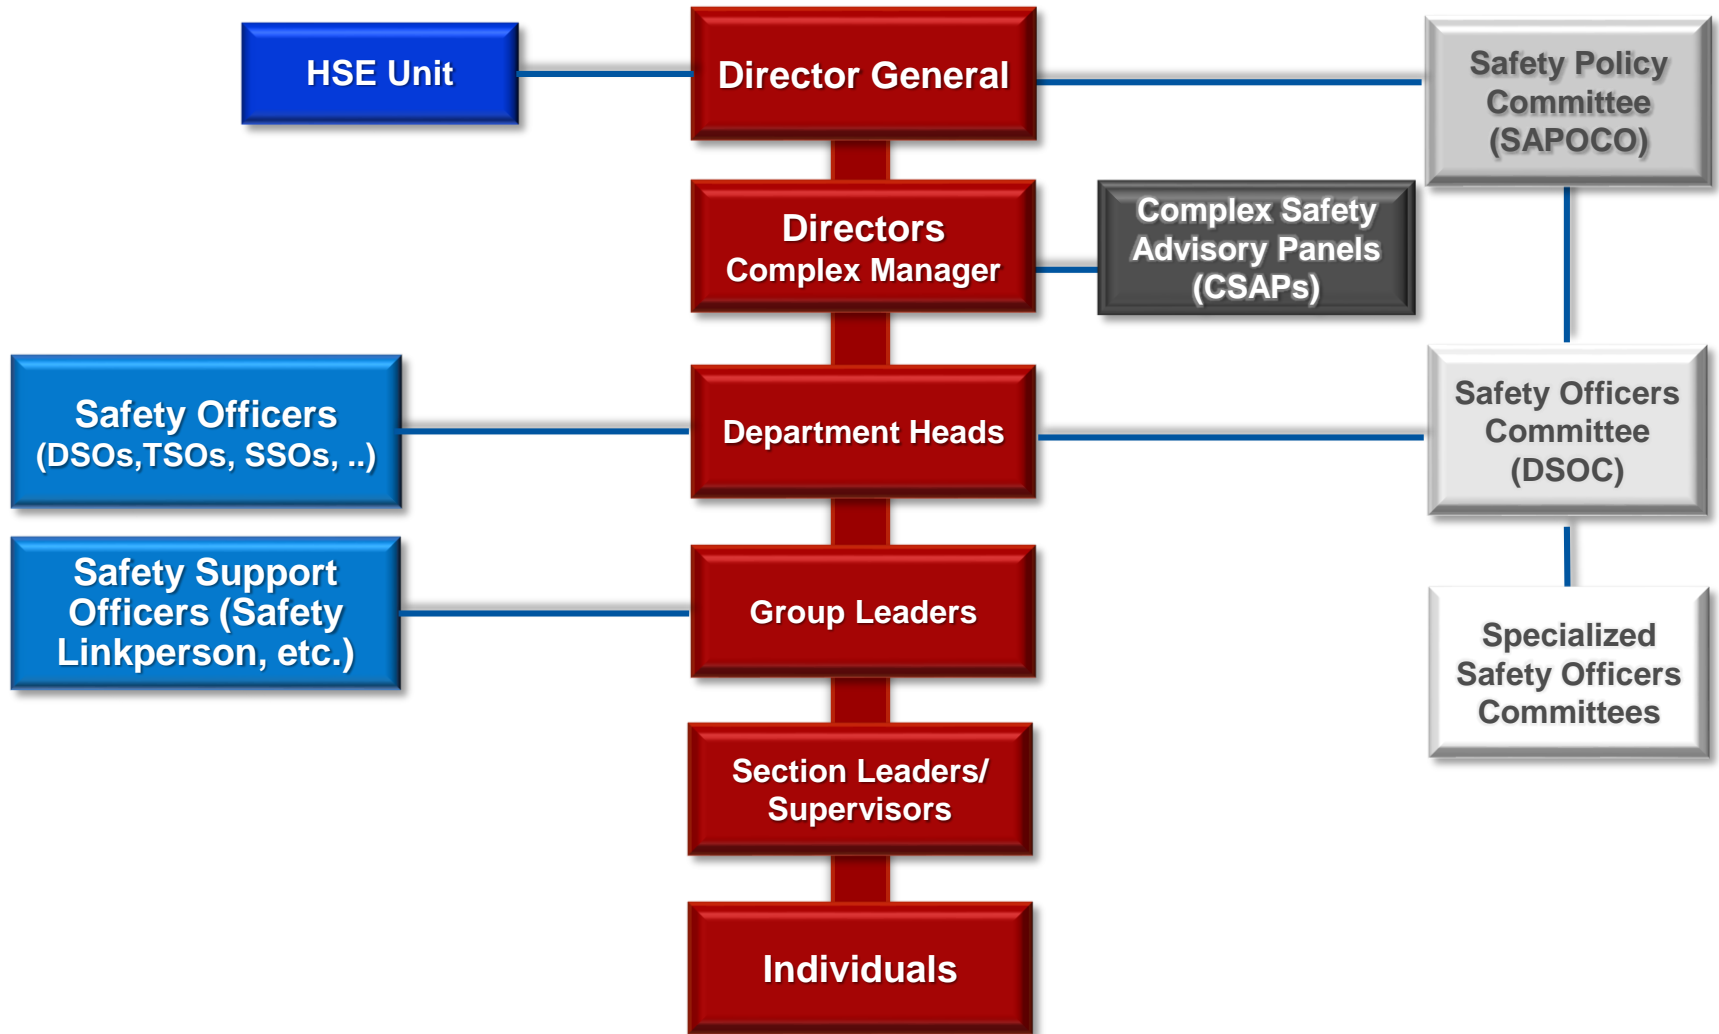 HSE Unit
Director General
Safety Policy
Committee
(SAPOCO)
Directors
Complex Manager
Complex Safety
Advisory Panels
(CSAPs)
Safety Officers
(DSOs,TSOs, SSOs, ..)
Department Heads
Safety Officers
Committee
(DSOC)
Safety Support
Officers (Safety
Linkperson, etc.)
Group Leaders
Specialized
Safety Officers
Committees
Section Leaders/
Supervisors
Individuals